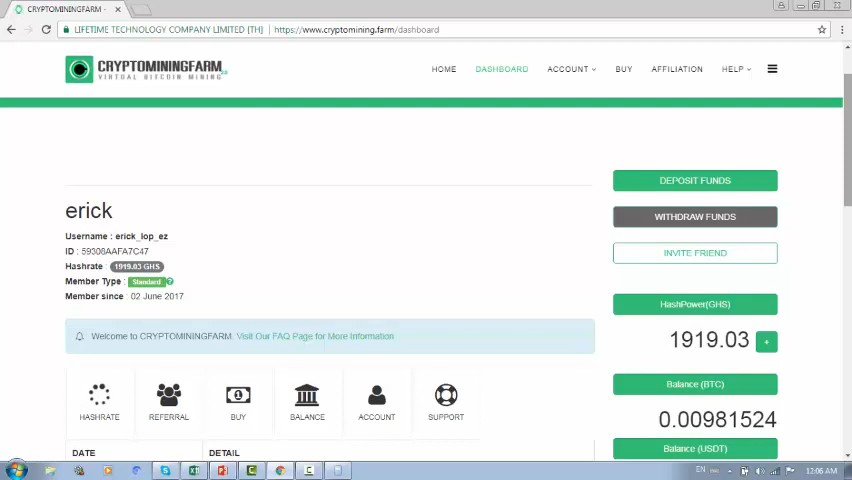 CRYPTOMININGFARM -
LIFETIME TECHNOLOGY COMPANY LIMITED [TH] https://www.cryptomining.farm/dashboard
CRYPTOMININGFARM
VIRTUAL BITCOIN MINING
HOME DASHBOARD ACCOUNT BUY AFFILIATION HELP
DEPOSIT FUNDS
WITHDRAW FUNDS
INVITE FRIEND
erick
Username : erick_lop_ez
ID : 59308AAFA7C47
Hashrate : 1919.03 GHS
Member Type : Standard ?
Member since : 02 June 2017
HashPower(GHS)
1919.03 +
Welcome to CRYPTOMININGFARM. Visit Our FAQ Page for More Information
HASHRATE REFERRAL BUY BALANCE ACCOUNT SUPPORT
Balance (BTC)
0.00981524
Balance (USDT)
DATE DETAIL
EN 12:06 AM